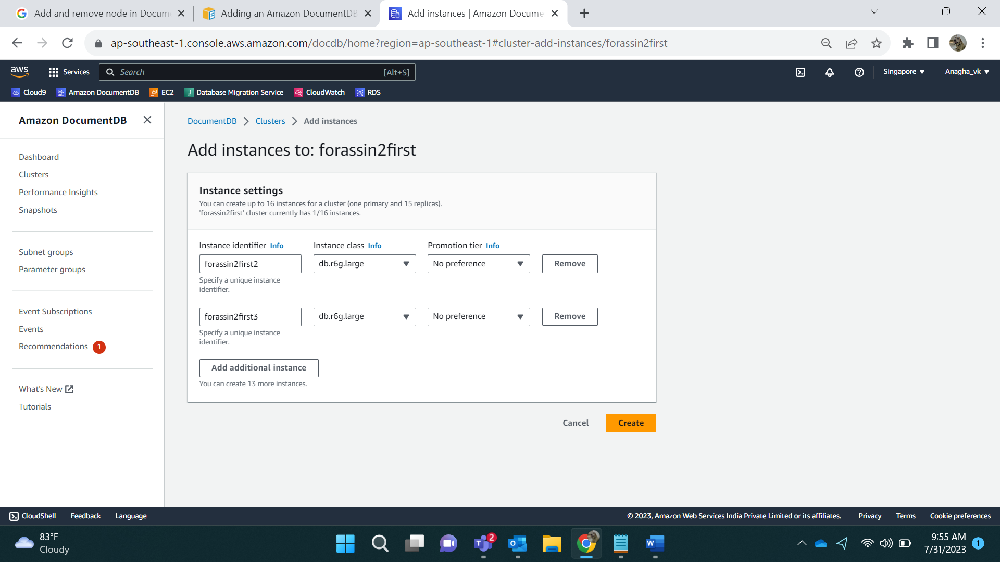 Add and remove node in Docum
Adding an Amazon DocumentDB
Add instances | Amazon Docume
ap-southeast-1.console.aws.amazon.com/docdb/home?region=ap-southeast-1#cluster-add-instances/forassin2first
aws
Services
Search
[Alt+S]
Singapore
Anagha_vk
Cloud9
Amazon DocumentDB
EC2
Database Migration Service
CloudWatch
RDS
Amazon DocumentDB
Dashboard
Clusters
Performance Insights
Snapshots
Subnet groups
Parameter groups
Event Subscriptions
Events
Recommendations 1
What's New
Tutorials
DocumentDB > Clusters > Add instances
Add instances to: forassin2first
Instance settings
You can create up to 16 instances for a cluster (one primary and 15 replicas).
'forassin2first' cluster currently has 1/16 instances.
Instance identifier Info
Instance class Info
Promotion tier Info
forassin2first2
db.r6g.large
No preference
Remove
Specify a unique instance
identifier.
forassin2first3
db.r6g.large
No preference
Remove
Specify a unique instance
identifier.
Add additional instance
You can create 13 more instances.
Cancel
Create
CloudShell
Feedback
Language
© 2023, Amazon Web Services India Private Limited or its affiliates.
Privacy
Terms
Cookie preferences
83°F
Cloudy
2
9:55 AM
7/31/2023
1